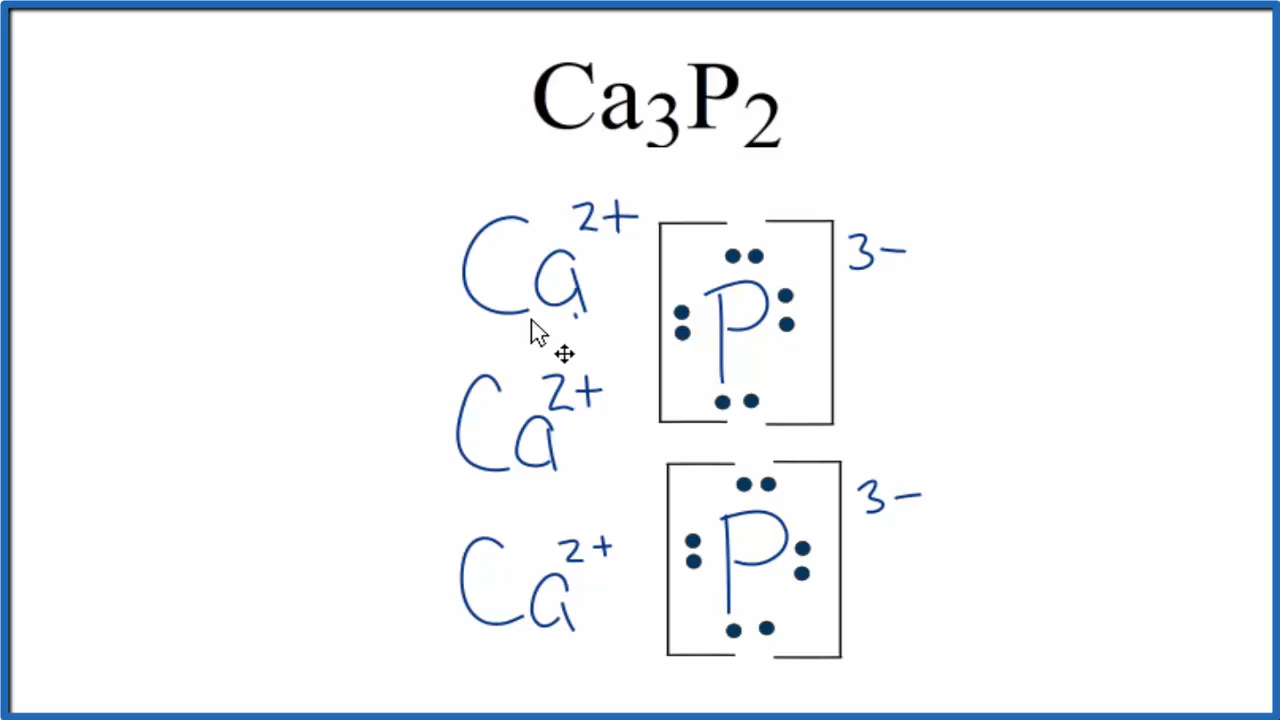 Ca₃P₂
Ca²⁺ P ³⁻
Ca²⁺
Ca²⁺ P ³⁻